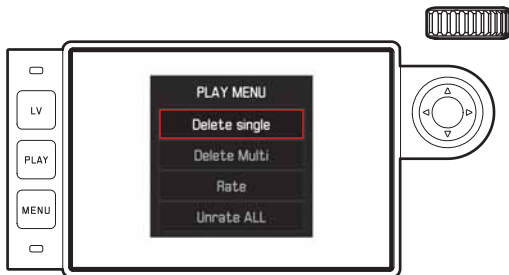 LV
PLAY
MENU
PLAY MENU
Delete single
Delete Multi
Rate
Unrate ALL